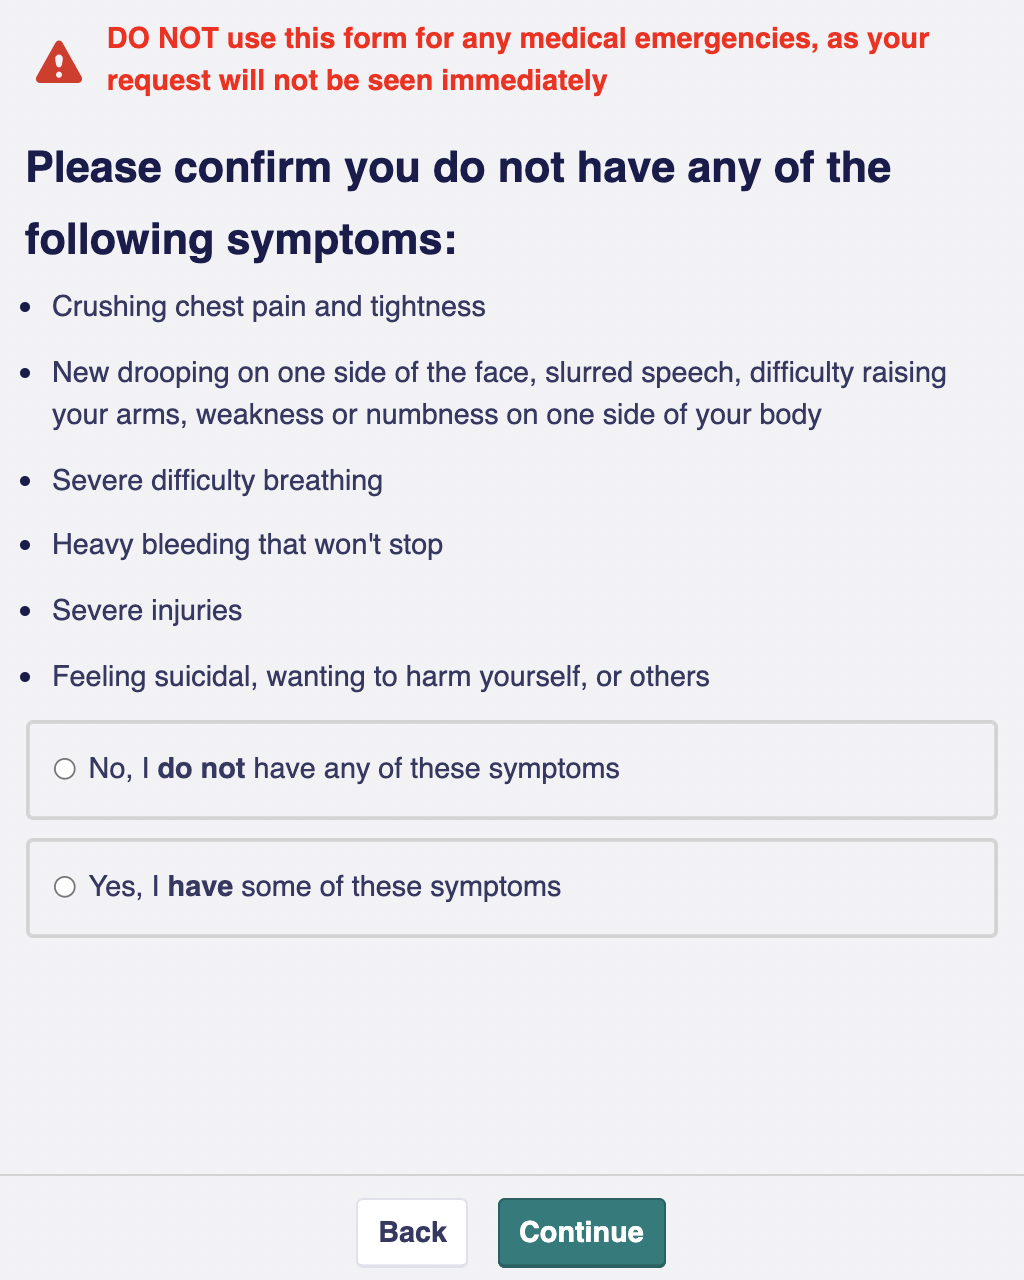 DO NOT use this form for any medical emergencies, as your
request will not be seen immediately
Please confirm you do not have any of the
following symptoms:
Crushing chest pain and tightness
New drooping on one side of the face, slurred speech, difficulty raising
your arms, weakness or numbness on one side of your body
Severe difficulty breathing
Heavy bleeding that won't stop
Severe injuries
Feeling suicidal, wanting to harm yourself, or others
No, I do not have any of these symptoms
Yes, I have some of these symptoms
Back
Continue